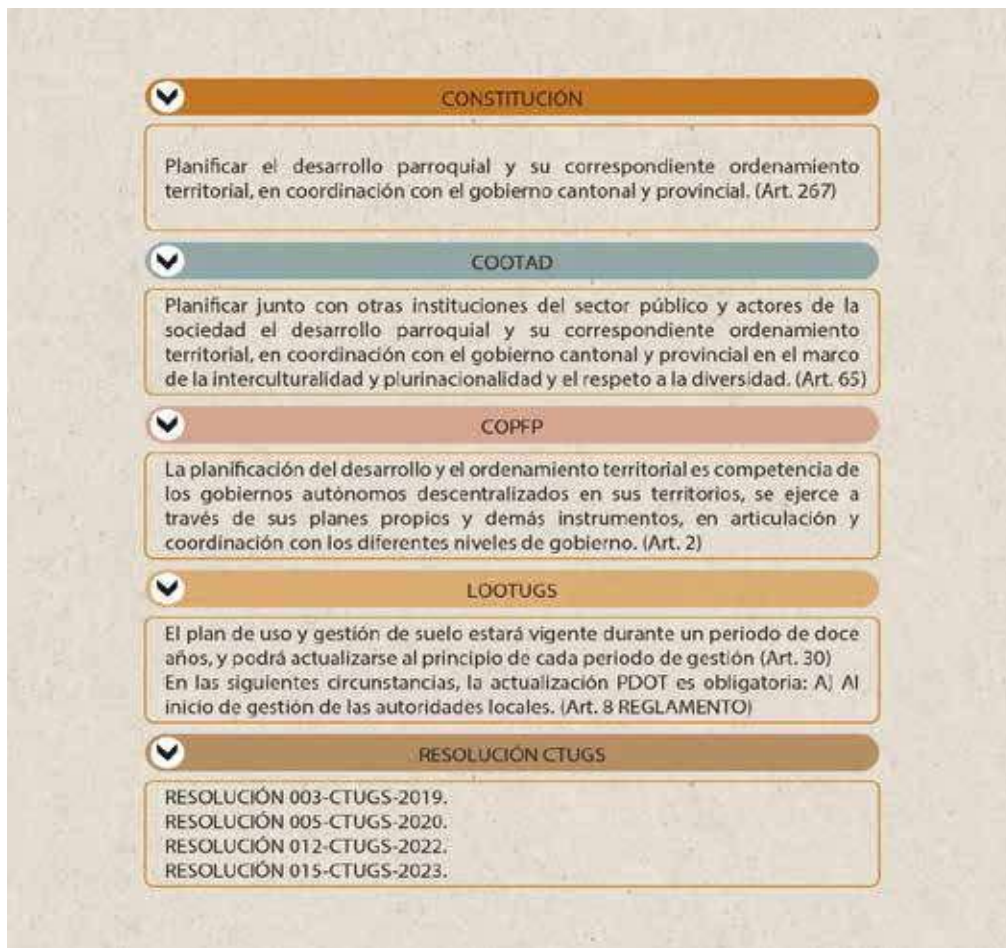 CONSTITUCIÓN
Planificar el desarrollo parroquial y su correspondiente ordenamiento
territorial, en coordinación con el gobierno cantonal y provincial. (Art. 267)
COOTAD
Planificar junto con otras instituciones del sector público y actores de la
sociedad el desarrollo parroquial y su correspondiente ordenamiento
territorial, en coordinación con el gobierno cantonal y provincial en el marco
de la interculturalidad y plurinacionalidad y el respeto a la diversidad. (Art. 65)
COPFP
La planificación del desarrollo y el ordenamiento territorial es competencia de
los gobiernos autónomos descentralizados en sus territorios, se ejerce a
través de sus planes propios y demás instrumentos, en articulación y
coordinación con los diferentes niveles de gobierno. (Art. 2)
LOOTUGS
El plan de uso y gestión de suelo estará vigente durante un periodo de doce
años, y podrá actualizarse al principio de cada periodo de gestión (Art. 30)
En las siguientes circunstancias, la actualización PDOT es obligatoria: A) Al
inicio de gestión de las autoridades locales. (Art. 8 REGLAMENTO)
RESOLUCIÓN CTUGS
RESOLUCIÓN 003-CTUGS-2019.
RESOLUCIÓN 005-CTUGS-2020.
RESOLUCIÓN 012-CTUGS-2022.
RESOLUCIÓN 015-CTUGS-2023.